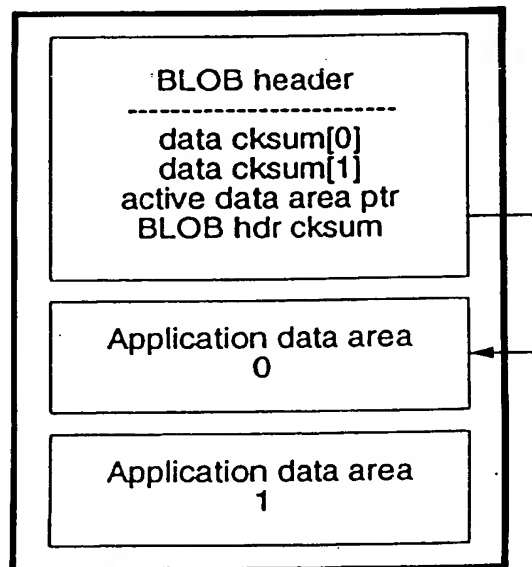 BLOB header
data cksum[0]
data cksum[1]
active data area ptr
BLOB hdr cksum
Application data area
0
Application data area
1